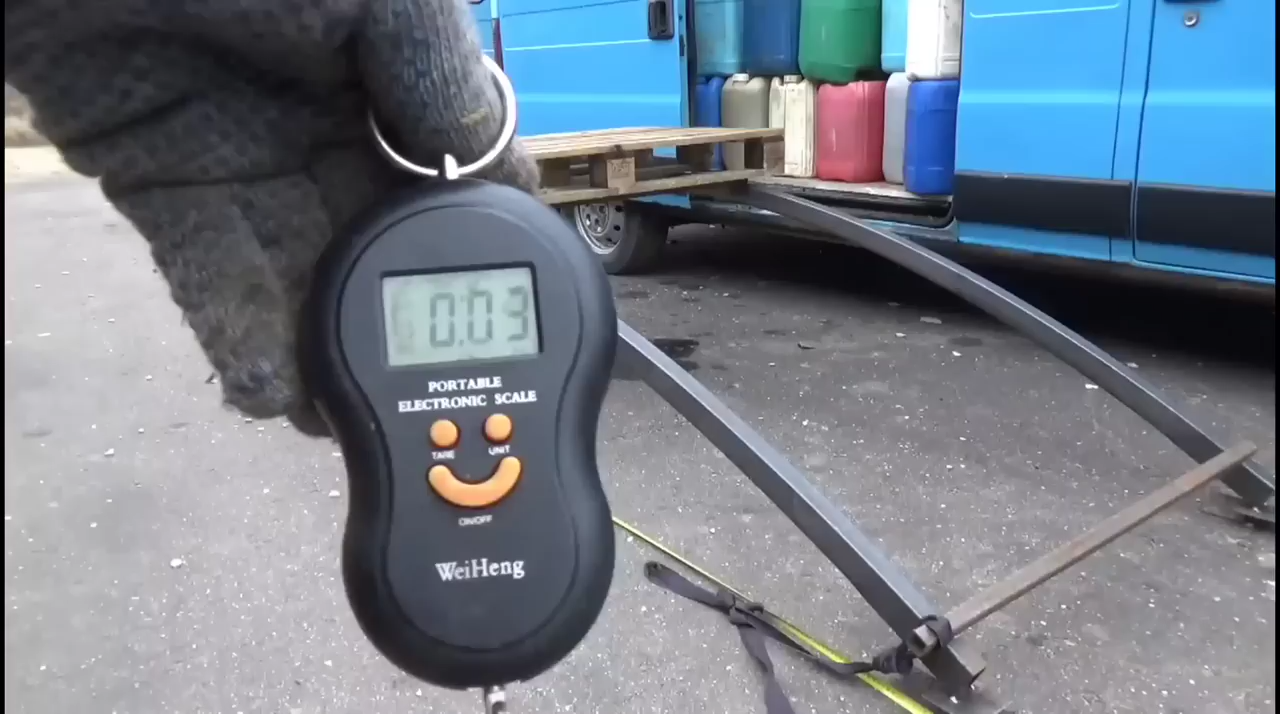 0.03
PORTABLE
ELECTRONIC SCALE
TARE UNIT
ON/OFF
WeiHeng